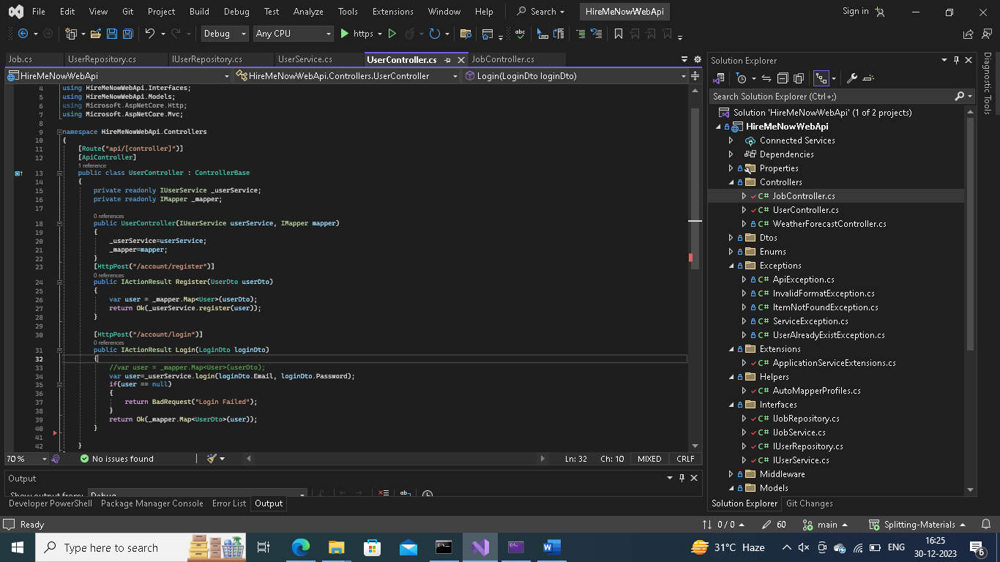 File Edit View Git Project Build Debug Test Analyze Tools Extensions Window Help Search HireMeNowWebApi Sign in
Debug Any CPU https
Job.cs UserRepository.cs IUserRepository.cs UserService.cs UserController.cs JobController.cs
HireMeNowWebApi HireMeNowWebApi.Controllers.UserController Login(LoginDto loginDto)
4 using HireMeNowWebApi.Interfaces;
5 using HireMeNowWebApi.Models;
6 using Microsoft.AspNetCore.Http;
7 using Microsoft.AspNetCore.Mvc;
8
9 namespace HireMeNowWebApi.Controllers
10 {
11 [Route("api/[controller]")]
12 [ApiController]
1 reference
13 public class UserController : ControllerBase
14 {
15 private readonly IUserService _userService;
16 private readonly IMapper _mapper;
17
0 references
18 public UserController(IUserService userService, IMapper mapper)
19 {
20 _userService=userService;
21 _mapper=mapper;
22 }
23 [HttpPost("/account/register")]
0 references
24 public IActionResult Register(UserDto userDto)
25 {
26 var user = _mapper.Map<User>(userDto);
27 return Ok(_userService.register(user));
28 }
29
30 [HttpPost("/account/login")]
0 references
31 public IActionResult Login(LoginDto loginDto)
32 {
33 //var user = _mapper.Map<User>(userDto);
34 var user=_userService.login(loginDto.Email, loginDto.Password);
35 if(user == null)
36 {
37 return BadRequest("Login Failed");
38 }
39 return Ok(_mapper.Map<UserDto>(user));
40 }
41
42 }
70 % No issues found Ln: 32 Ch: 10 MIXED CRLF
Output
Show output from: Debug
Developer PowerShell Package Manager Console Error List Output
Solution Explorer
Search Solution Explorer (Ctrl+;)
Solution 'HireMeNowWebApi' (1 of 2 projects)
HireMeNowWebApi
Connected Services
Dependencies
Properties
Controllers
C# JobController.cs
C# UserController.cs
C# WeatherForecastController.cs
Dtos
Enums
Exceptions
C# ApiException.cs
C# InvalidFormatException.cs
C# ItemNotFoundException.cs
C# ServiceException.cs
C# UserAlreadyExistException.cs
Extensions
C# ApplicationServiceExtensions.cs
Helpers
C# AutoMapperProfiles.cs
Interfaces
C# IJobRepository.cs
C# IJobService.cs
C# IUserRepository.cs
C# IUserService.cs
Middleware
Models
Solution Explorer Git Changes
Diagnostic Tools
Ready 0 / 0 60 main Splitting-Materials
Type here to search 31°C Haze ENG 16:25
30-12-2023 6